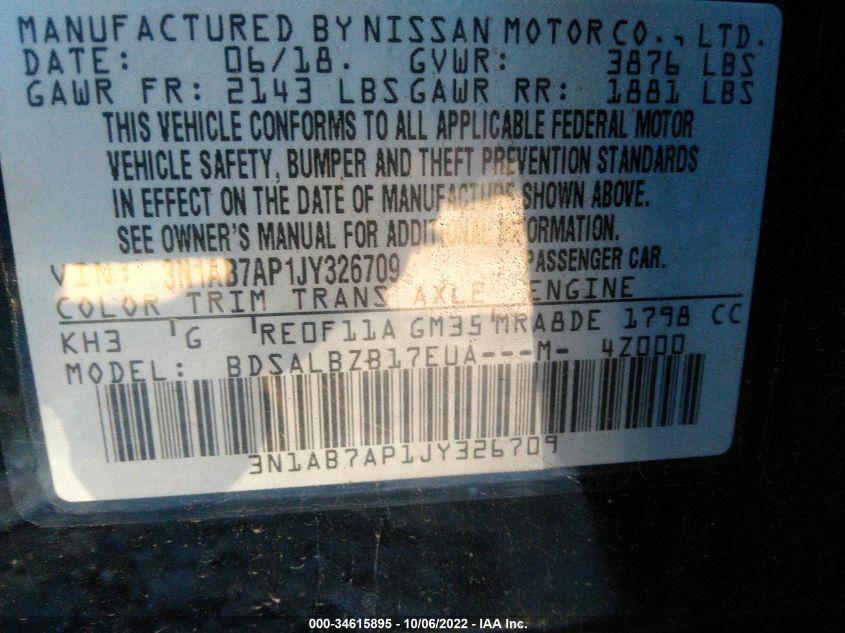 MANUFACTURED BY NISSAN MOTOR CO., LTD.
DATE: 06/18. GVWR: 3876 LBS
GAWR FR: 2143 LBS GAWR RR: 1881 LBS
THIS VEHICLE CONFORMS TO ALL APPLICABLE FEDERAL MOTOR
VEHICLE SAFETY, BUMPER AND THEFT PREVENTION STANDARDS
IN EFFECT ON THE DATE OF MANUFACTURE SHOWN ABOVE.
SEE OWNER'S MANUAL FOR ADDITIONAL INFORMATION.
VIN: 3N1AB7AP1JY326709 PASSENGER CAR.
COLOR TRIM TRANS AXLE ENGINE
KH3 G RE0F11A GM35 MRA8DE 1798 CC
MODEL: BDSALBZB17EUA---M- 4Z000
3N1AB7AP1JY326709
000-34615895 - 10/06/2022 - IAA Inc.